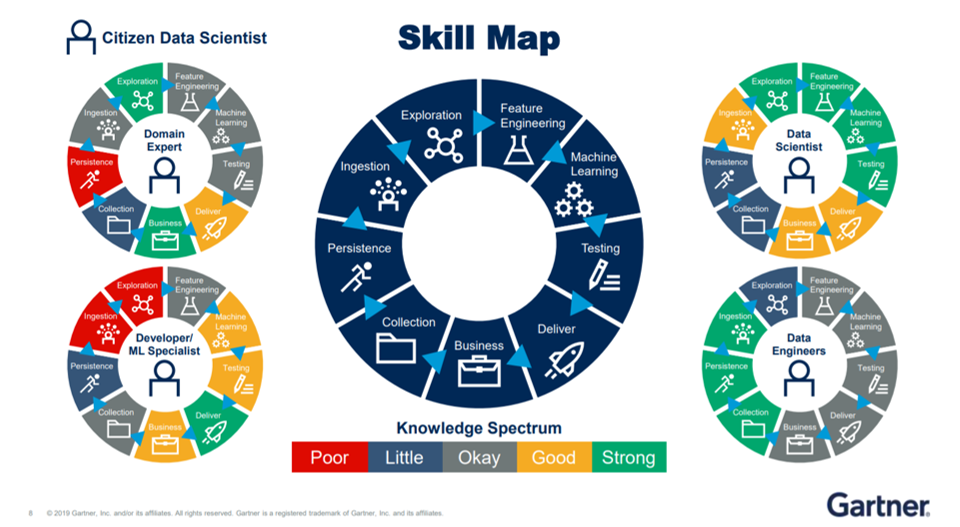 Citizen Data Scientist
Skill Map
Exploration
Feature
Engineering
Machine
Learning
Testing
Deliver
Business
Collection
Persistence
Ingestion
Domain
Expert
Exploration
Feature
Engineering
Machine
Learning
Testing
Deliver
Business
Collection
Persistence
Ingestion
Exploration
Feature
Engineering
Machine
Learning
Testing
Deliver
Business
Collection
Persistence
Ingestion
Data
Scientist
Exploration
Feature
Engineering
Machine
Learning
Testing
Deliver
Business
Collection
Persistence
Ingestion
Developer/
ML Specialist
Exploration
Feature
Engineering
Machine
Learning
Testing
Deliver
Business
Collection
Persistence
Ingestion
Data
Engineers
Knowledge Spectrum
Poor Little Okay Good Strong
8 © 2019 Gartner, Inc. and/or its affiliates. All rights reserved. Gartner is a registered trademark of Gartner, Inc. and its affiliates.
Gartner®